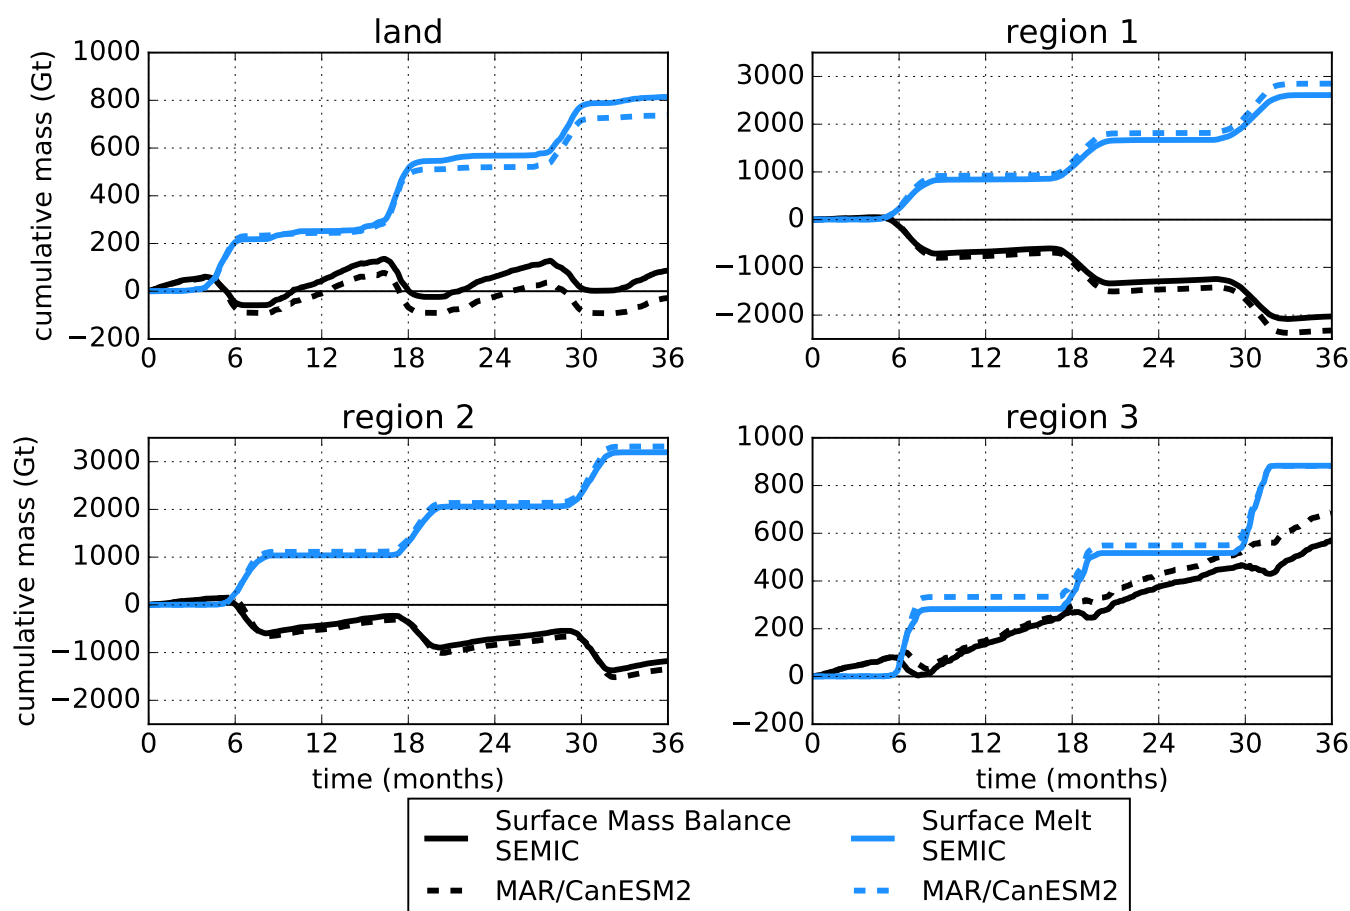 land
cumulative mass (Gt)
1000
800
600
400
200
0
−200
0 6 12 18 24 30 36
region 1
3000
2000
1000
0
−1000
−2000
0 6 12 18 24 30 36
region 2
cumulative mass (Gt)
3000
2000
1000
0
−1000
−2000
0 6 12 18 24 30 36
time (months)
region 3
1000
800
600
400
200
0
−200
0 6 12 18 24 30 36
time (months)
Surface Mass Balance
SEMIC
MAR/CanESM2
Surface Melt
SEMIC
MAR/CanESM2